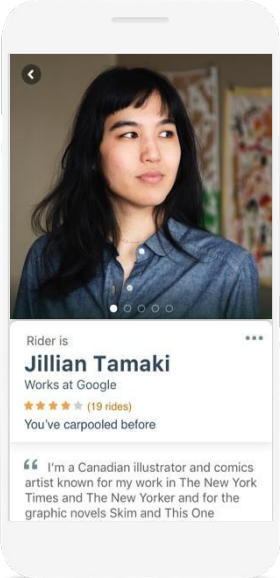 Rider is
Jillian Tamaki
Works at Google
(19 rides)
You've carpooled before
“ I'm a Canadian illustrator and comics
artist known for my work in The New York
Times and The New Yorker and for the
graphic novels Skim and This One